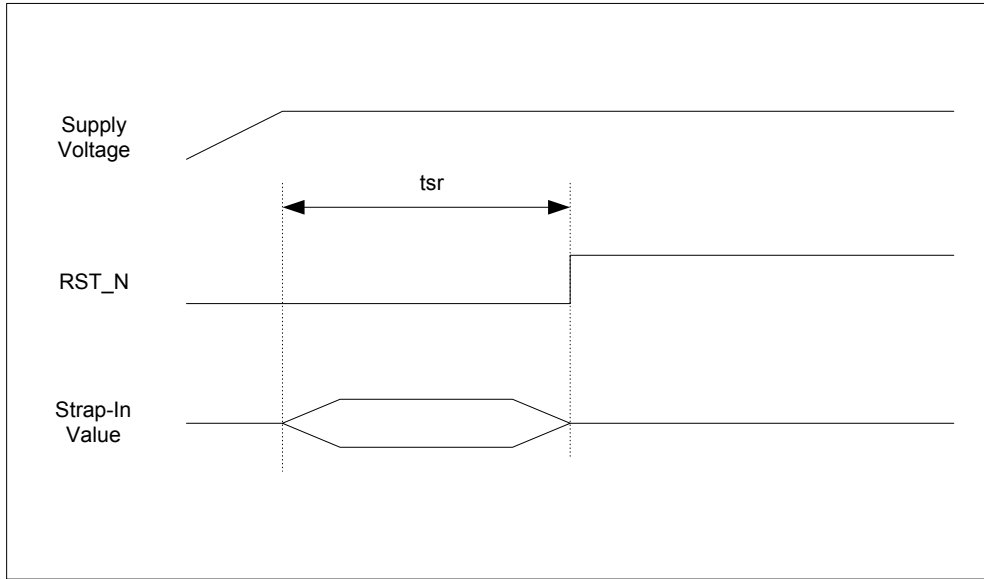 Supply
Voltage
tsr
RST_N
Strap-In
Value